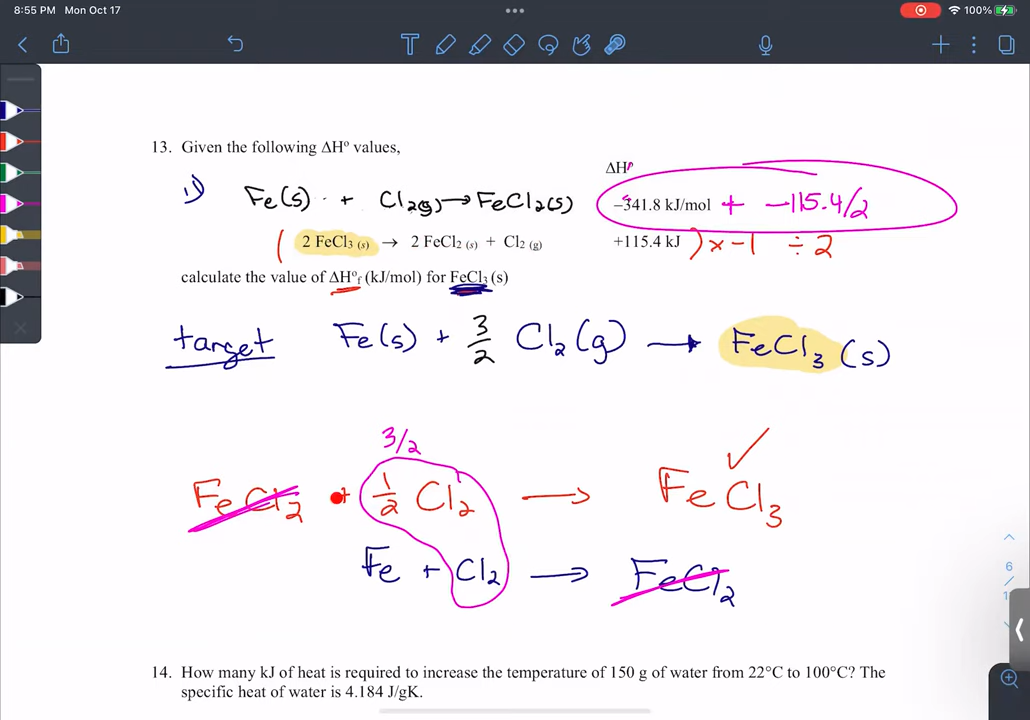 8:55 PM Mon Oct 17
100%
13. Given the following ΔH° values,
ΔH°
1) Fe(s) + Cl₂(g) → FeCl₂(s) –341.8 kJ/mol + –115.4/2
( 2 FeCl₃ (s) → 2 FeCl₂ (s) + Cl₂ (g) +115.4 kJ ) x –1 ÷ 2
calculate the value of ΔH°f (kJ/mol) for FeCl₃ (s)
target Fe(s) + 3/2 Cl₂(g) → FeCl₃ (s)
3/2
FeCl₂ + 1/2 Cl₂ → FeCl₃ ✓
Fe + Cl₂ → FeCl₂
14. How many kJ of heat is required to increase the temperature of 150 g of water from 22°C to 100°C? The
specific heat of water is 4.184 J/gK.
6
/